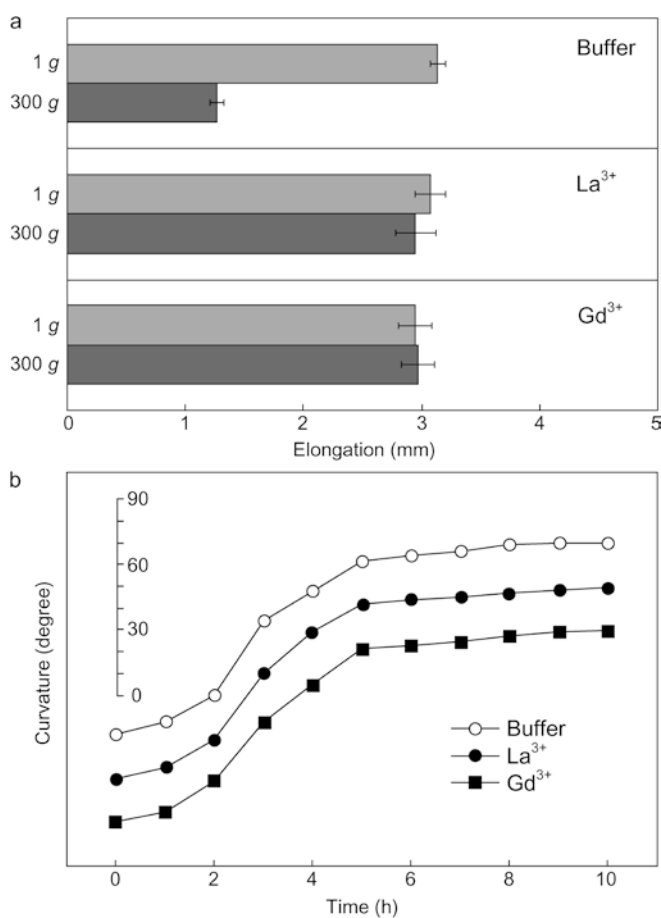 a
1 g
Buffer
300 g
1 g
La³⁺
300 g
1 g
Gd³⁺
300 g
0 1 2 3 4 5
Elongation (mm)
b
90
60
30
0
Curvature (degree)
Buffer
La³⁺
Gd³⁺
0 2 4 6 8 10
Time (h)